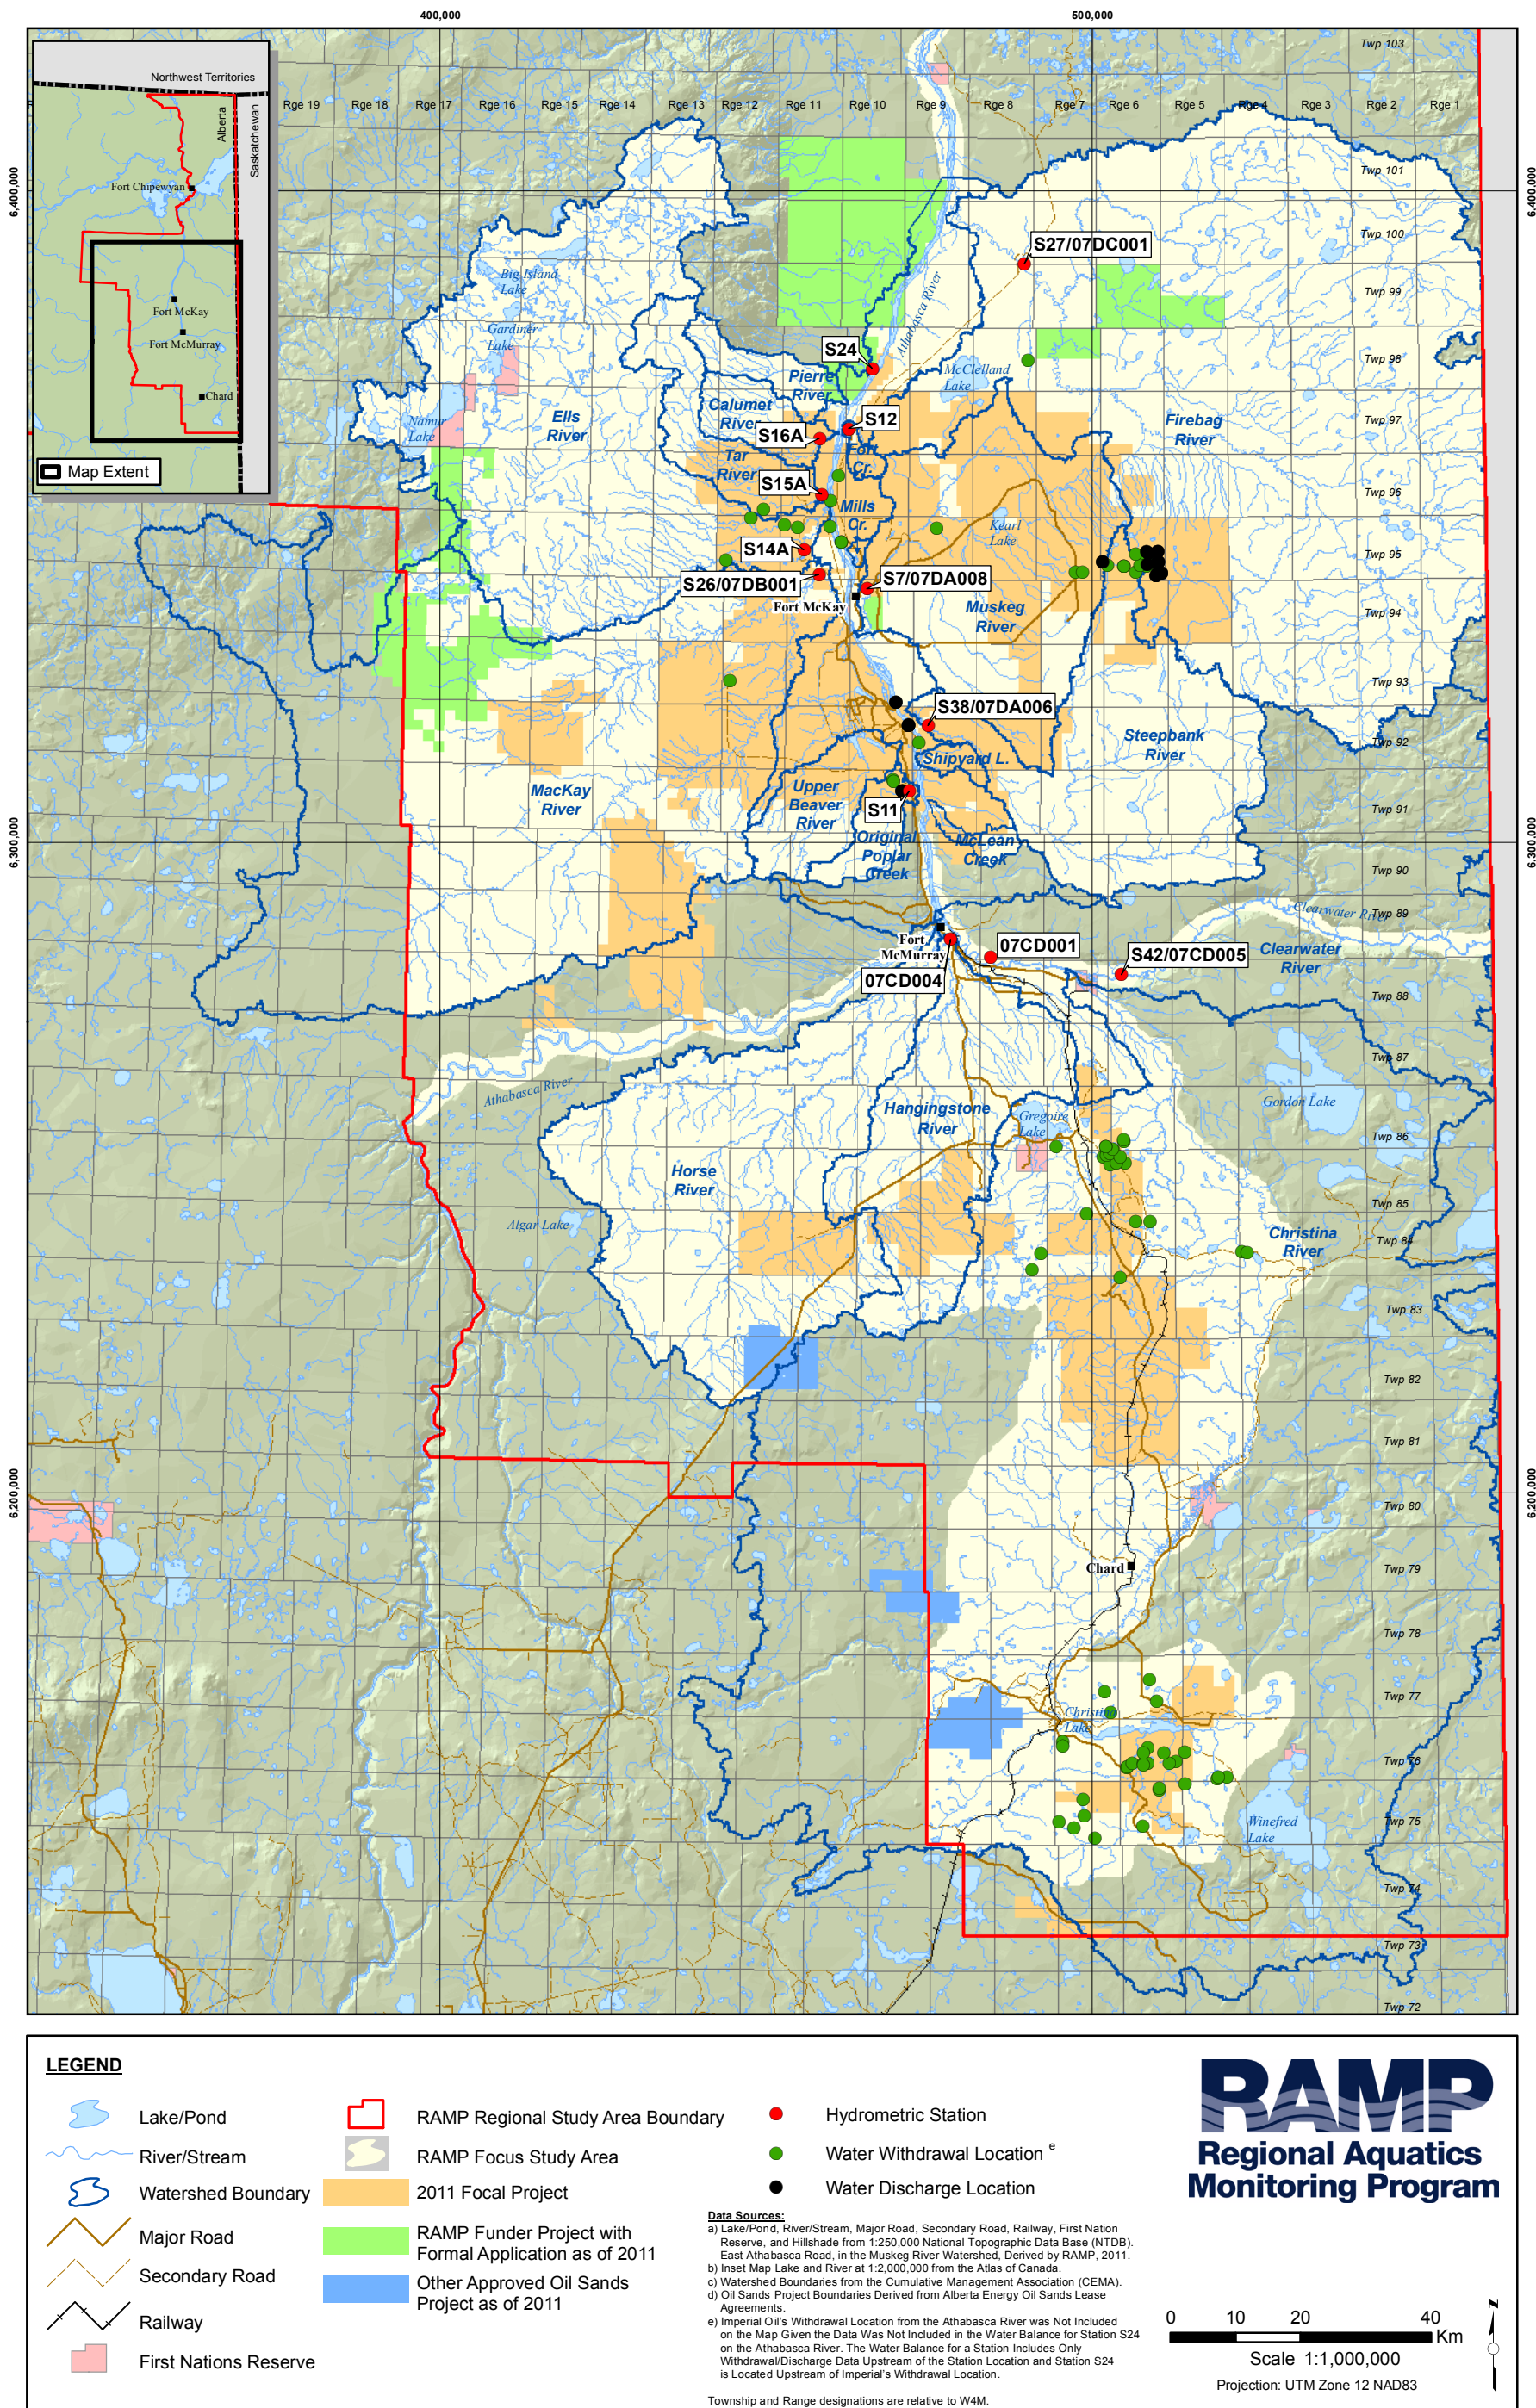 400,000
500,000
Twp 103
Northwest Territories
Alberta
Saskatchewan
Fort Chipewyan
Fort McKay
Fort McMurray
Chard
Map Extent
Rge 19
Rge 18
Rge 17
Rge 16
Rge 15
Rge 14
Rge 13
Rge 12
Rge 11
Rge 10
Rge 9
Rge 8
Rge 7
Rge 6
Rge 5
Rge 4
Rge 3
Rge 2
Rge 1
Twp 101
6,400,000
6,400,000
Twp 100
S27/07DC001
Big Island
Lake
Twp 99
Athabasca River
Gardiner
Lake
S24
Twp 98
Pierre
River
McClelland
Lake
Calumet
River
S12
Ells
River
Namur
Lake
Twp 97
Firebag
River
S16A
Fort
Cr.
Tar
River
S15A
Twp 96
Mills
Cr.
Kearl
Lake
S14A
Twp 95
S26/07DB001
S7/07DA008
Fort McKay
Muskeg
River
Twp 94
Twp 93
S38/07DA006
Steepbank
River
Twp 92
Shipyard L.
MacKay
River
Upper
Beaver
River
S11
Twp 91
6,300,000
6,300,000
Original
Poplar
Creek
McLean
Creek
Twp 90
Clearwater River
Twp 89
Fort
McMurray
07CD001
S42/07CD005
Clearwater
River
07CD004
Twp 88
Twp 87
Athabasca River
Hangingstone
River
Gregoire
Lake
Gordon Lake
Twp 86
Horse
River
Twp 85
Algar Lake
Christina
River
Twp 84
Twp 83
Twp 82
Twp 81
6,200,000
6,200,000
Twp 80
Chard
Twp 79
Twp 78
Twp 77
Christina
Lake
Twp 76
Winefred
Lake
Twp 75
Twp 74
Twp 73
Twp 72
LEGEND
Lake/Pond
River/Stream
Watershed Boundary
Major Road
Secondary Road
Railway
First Nations Reserve
RAMP Regional Study Area Boundary
RAMP Focus Study Area
2011 Focal Project
RAMP Funder Project with
Formal Application as of 2011
Other Approved Oil Sands
Project as of 2011
Hydrometric Station
Water Withdrawal Location e
Water Discharge Location
Data Sources:
a) Lake/Pond, River/Stream, Major Road, Secondary Road, Railway, First Nation
Reserve, and Hillshade from 1:250,000 National Topographic Data Base (NTDB).
East Athabasca Road, in the Muskeg River Watershed, Derived by RAMP, 2011.
b) Inset Map Lake and River at 1:2,000,000 from the Atlas of Canada.
c) Watershed Boundaries from the Cumulative Management Association (CEMA).
d) Oil Sands Project Boundaries Derived from Alberta Energy Oil Sands Lease
Agreements.
e) Imperial Oil's Withdrawal Location from the Athabasca River was Not Included
on the Map Given the Data Was Not Included in the Water Balance for Station S24
on the Athabasca River. The Water Balance for a Station Includes Only
Withdrawal/Discharge Data Upstream of the Station Location and Station S24
is Located Upstream of Imperial's Withdrawal Location.
Township and Range designations are relative to W4M.
RAMP
Regional Aquatics
Monitoring Program
0 10 20 40
Km
Scale 1:1,000,000
Projection: UTM Zone 12 NAD83
N